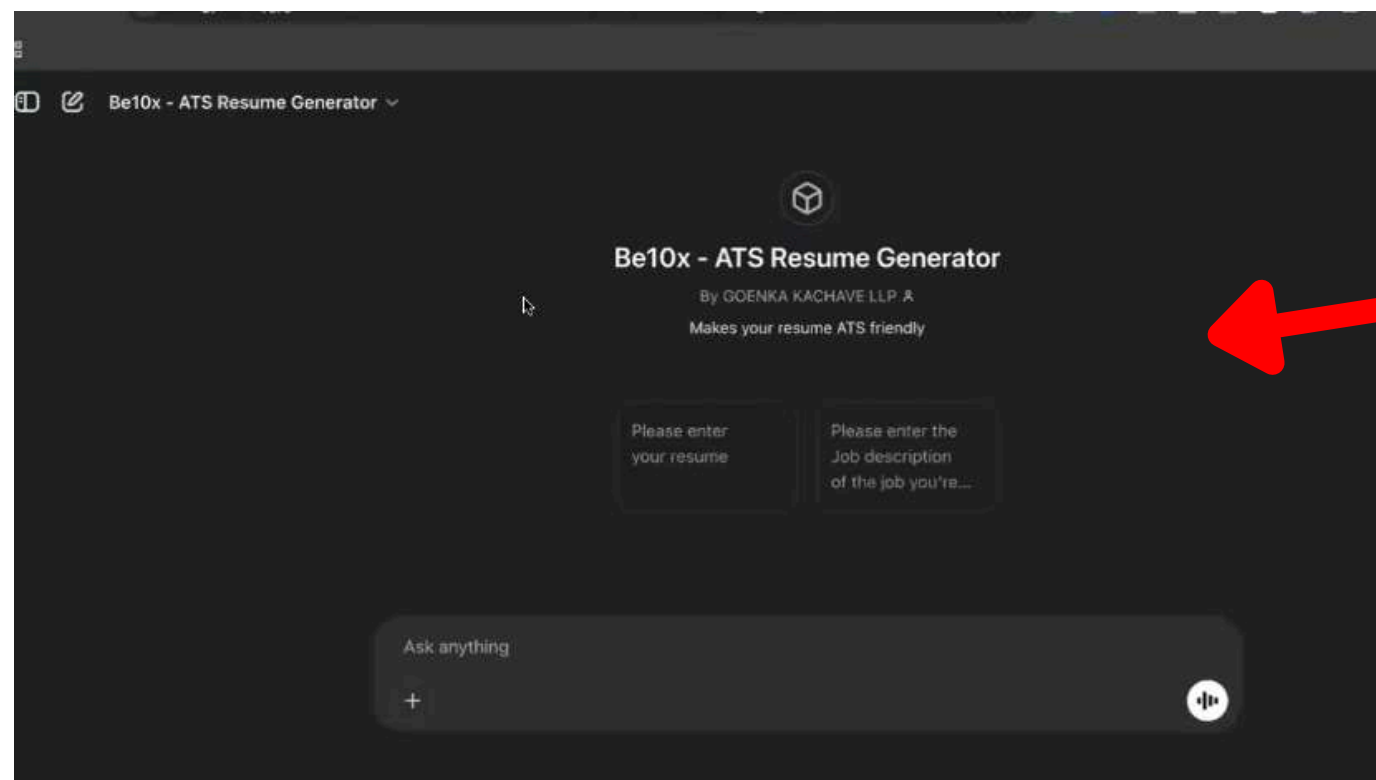 Be10x - ATS Resume Generator
Be10x - ATS Resume Generator
By GOENKA KACHAVE LLP
Makes your resume ATS friendly
Please enter
your resume
Please enter the
Job description
of the job you're...
Ask anything